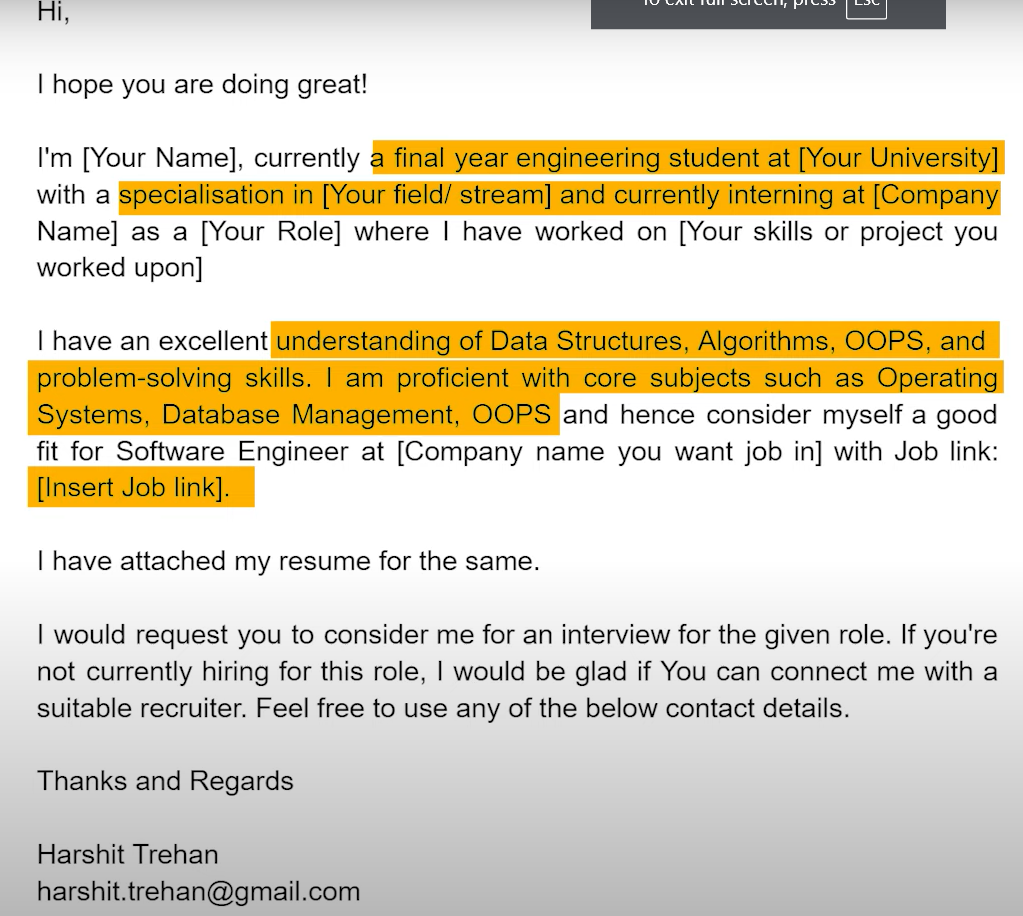 Hi,
To exit full screen, press Esc
I hope you are doing great!
I'm [Your Name], currently a final year engineering student at [Your University]
with a specialisation in [Your field/ stream] and currently interning at [Company
Name] as a [Your Role] where I have worked on [Your skills or project you
worked upon]
I have an excellent understanding of Data Structures, Algorithms, OOPS, and
problem-solving skills. I am proficient with core subjects such as Operating
Systems, Database Management, OOPS and hence consider myself a good
fit for Software Engineer at [Company name you want job in] with Job link:
[Insert Job link].
I have attached my resume for the same.
I would request you to consider me for an interview for the given role. If you're
not currently hiring for this role, I would be glad if You can connect me with a
suitable recruiter. Feel free to use any of the below contact details.
Thanks and Regards
Harshit Trehan
harshit.trehan@gmail.com